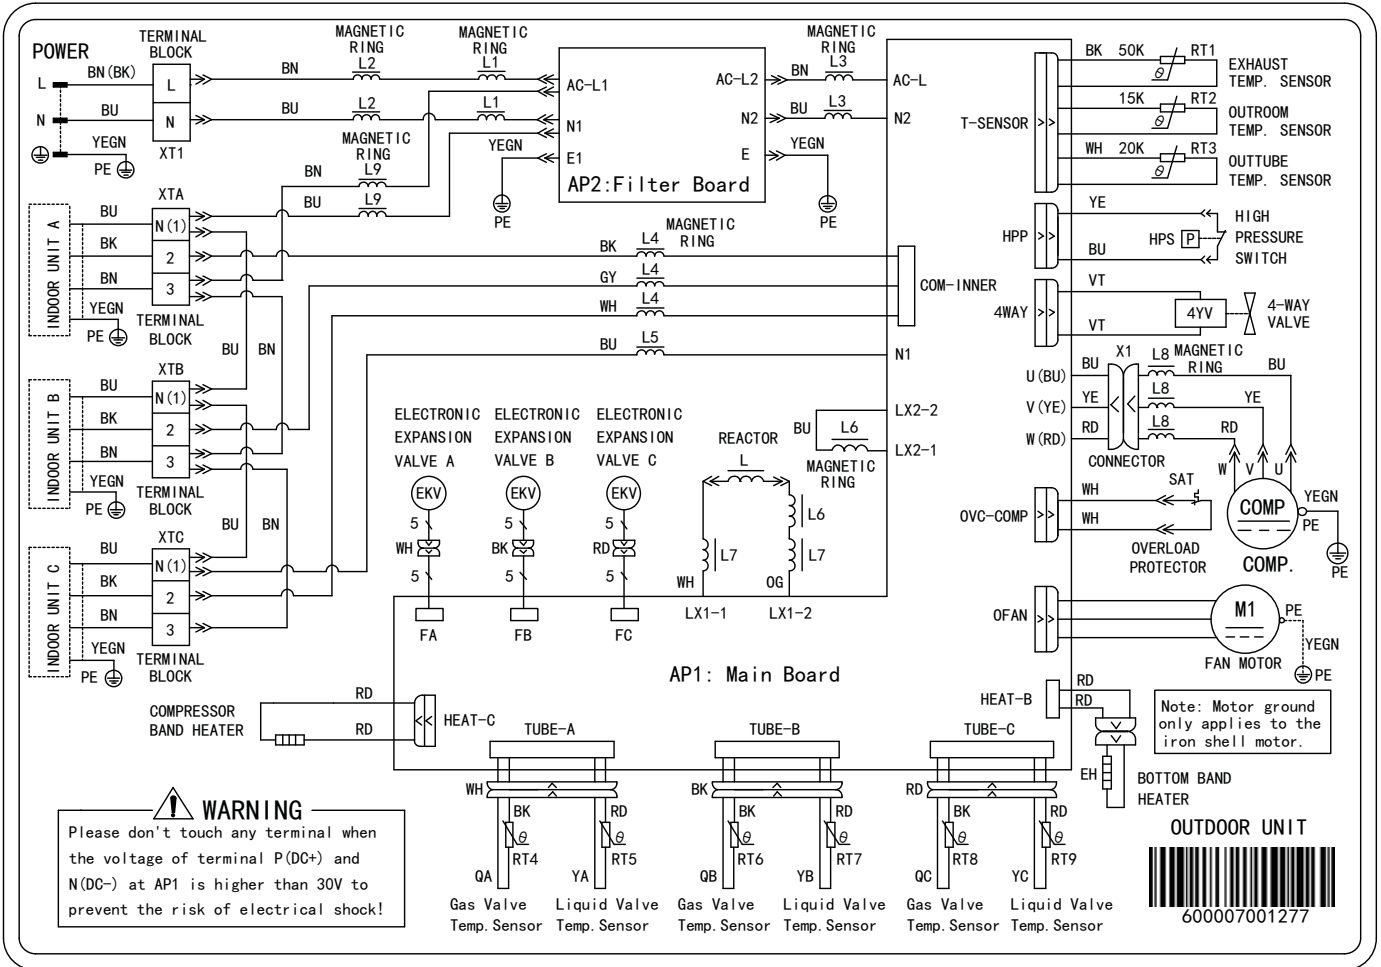 POWER
TERMINAL
BLOCK
MAGNETIC
RING
MAGNETIC
RING
MAGNETIC
RING
L
BN(BK)
L
BN
L2
L1
AC-L1
AC-L2
BN
L3
AC-L
N
BU
N
BU
L2
L1
N1
N2
BU
L3
N2
YEGN
PE
XT1
MAGNETIC
RING
YEGN
E1
E
YEGN
PE
PE
AP2:Filter Board
BN
L9
BU
L9
T-SENSOR
BK
50K
RT1
θ
EXHAUST
TEMP. SENSOR
15K
RT2
θ
OUTROOM
TEMP. SENSOR
WH
20K
RT3
θ
OUTTUBE
TEMP. SENSOR
XTA
INDOOR UNIT A
BU
N(1)
BK
2
BN
3
YEGN
PE
TERMINAL
BLOCK
MAGNETIC
RING
BK
L4
GY
L4
WH
L4
COM-INNER
BU
L5
N1
HPP
YE
BU
HPS
P
HIGH
PRESSURE
SWITCH
4WAY
VT
VT
4YV
4-WAY
VALVE
BU
BN
XTB
INDOOR UNIT B
BU
N(1)
BK
2
BN
3
YEGN
PE
TERMINAL
BLOCK
U(BU)
BU
V(YE)
YE
W(RD)
RD
X1
CONNECTOR
L8
L8
L8
MAGNETIC
RING
BU
YE
RD
W
V
U
COMP
YEGN
PE
PE
COMP.
ELECTRONIC
EXPANSION
VALVE A
ELECTRONIC
EXPANSION
VALVE B
ELECTRONIC
EXPANSION
VALVE C
EKV
EKV
EKV
5
5
5
WH
BK
RD
5
5
5
FA
FB
FC
REACTOR
L
L6
L7
L7
WH
OG
LX1-1
LX1-2
LX2-2
BU
L6
LX2-1
MAGNETIC
RING
OVC-COMP
WH
WH
SAT
OVERLOAD
PROTECTOR
BU
BN
XTC
INDOOR UNIT C
BU
N(1)
BK
2
BN
3
YEGN
PE
TERMINAL
BLOCK
OFAN
M1
PE
YEGN
PE
FAN MOTOR
AP1: Main Board
COMPRESSOR
BAND HEATER
RD
RD
HEAT-C
HEAT-B
RD
RD
EH
BOTTOM BAND
HEATER
Note: Motor ground
only applies to the
iron shell motor.
TUBE-A
TUBE-B
TUBE-C
WH
BK
RD
BK
RD
BK
RD
BK
RD
θ
θ
θ
θ
θ
θ
RT4
RT5
RT6
RT7
RT8
RT9
QA
YA
QB
YB
QC
YC
Gas Valve
Temp.Sensor
Liquid Valve
Temp.Sensor
Gas Valve
Temp.Sensor
Liquid Valve
Temp.Sensor
Gas Valve
Temp.Sensor
Liquid Valve
Temp.Sensor
WARNING
Please don't touch any terminal when
the voltage of terminal P(DC+) and
N(DC-) at AP1 is higher than 30V to
prevent the risk of electrical shock!
OUTDOOR UNIT
600007001277